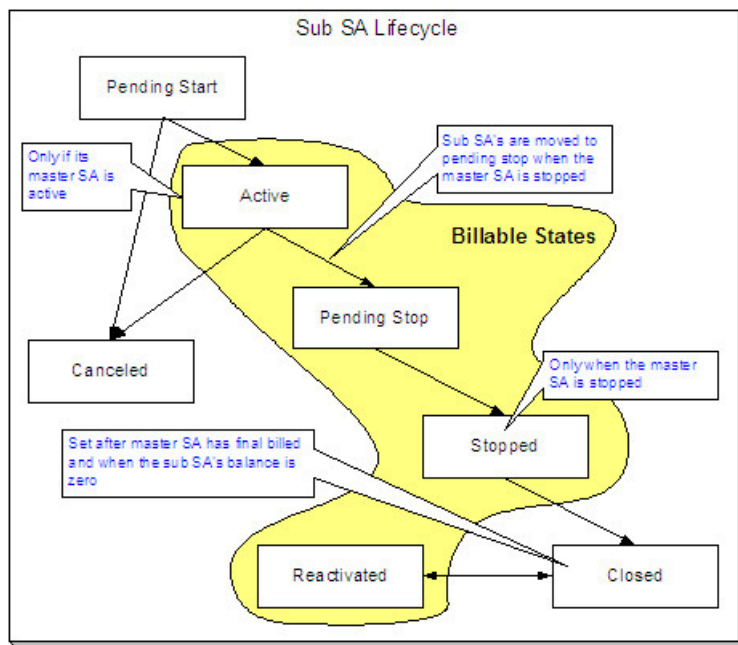 Sub SA Lifecycle
Pending Start
Only if its
master SA is
active
Active
Sub SA's are moved to
pending stop when the
master SA is stopped
Billable States
Pending Stop
Canceled
Only when the master
SA is stopped
Set after master SA has final billed
and when the sub SA's balance is
zero
Stopped
Reactivated
Closed